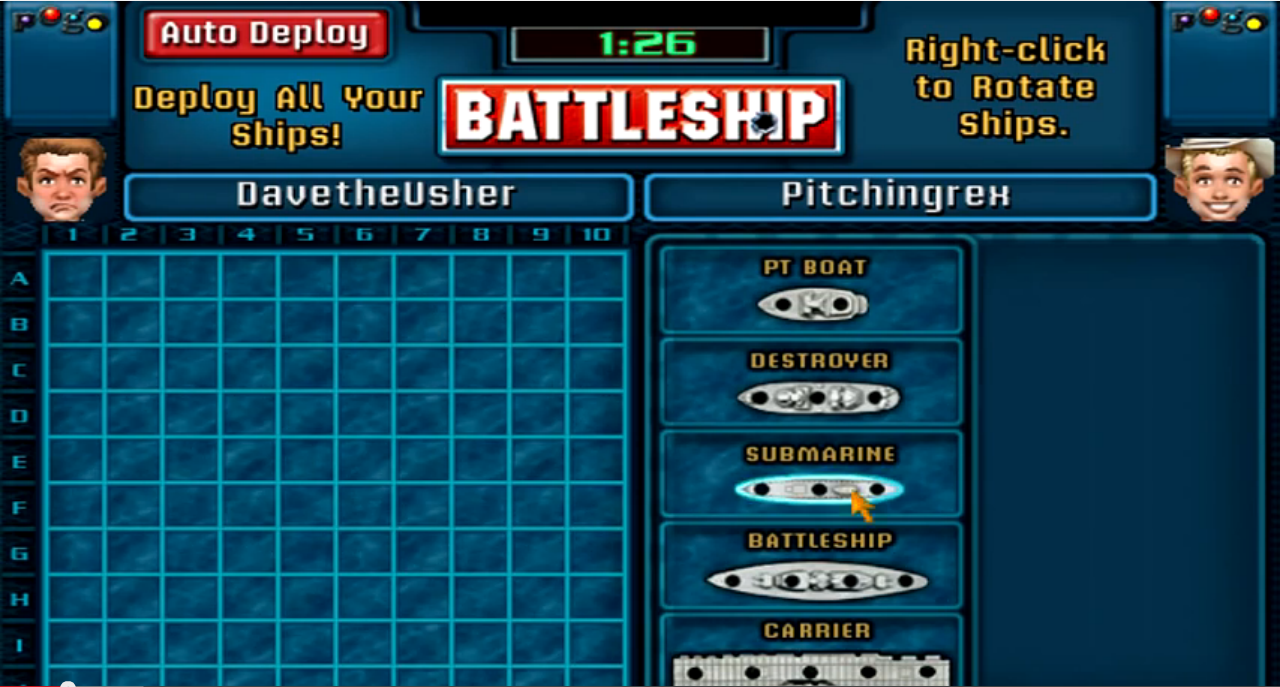 pogo
Auto Deploy
1:26
Right-click
to Rotate
Ships.
pogo
Deploy All Your
Ships!
BATTLESHIP
DavetheUsher
Pitchingrex
1 2 3 4 5 6 7 8 9 10
A
B
C
D
E
F
G
H
I
PT BOAT
DESTROYER
SUBMARINE
BATTLESHIP
CARRIER